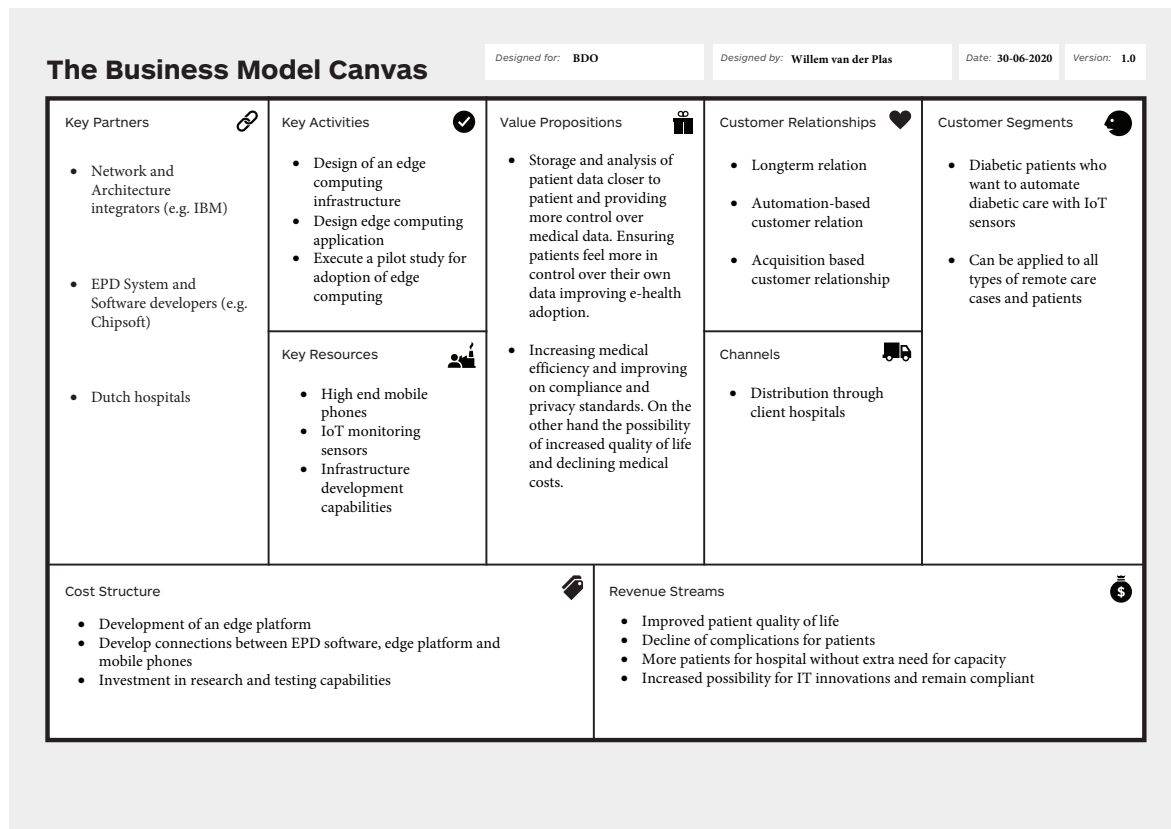 The Business Model Canvas
Designed for: BDO
Designed by: Willem van der Plas
Date: 30-06-2020
Version: 1.0
Key Partners
• Network and
Architecture
integrators (e.g. IBM)
• EPD System and
Software developers (e.g.
Chipsoft)
• Dutch hospitals
Key Activities
• Design of an edge
computing
infrastructure
• Design edge computing
application
• Execute a pilot study for
adoption of edge
computing
Key Resources
• High end mobile
phones
• IoT monitoring
sensors
• Infrastructure
development
capabilities
Value Propositions
• Storage and analysis of
patient data closer to
patient and providing
more control over
medical data. Ensuring
patients feel more in
control over their own
data improving e-health
adoption.
• Increasing medical
efficiency and improving
on compliance and
privacy standards. On the
other hand the possibility
of increased quality of life
and declining medical
costs.
Customer Relationships
• Longterm relation
• Automation-based
customer relation
• Acquisition based
customer relationship
Channels
• Distribution through
client hospitals
Customer Segments
• Diabetic patients who
want to automate
diabetic care with IoT
sensors
• Can be applied to all
types of remote care
cases and patients
Cost Structure
• Development of an edge platform
• Develop connections between EPD software, edge platform and
mobile phones
• Investment in research and testing capabilities
Revenue Streams
$
• Improved patient quality of life
• Decline of complications for patients
• More patients for hospital without extra need for capacity
• Increased possibility for IT innovations and remain compliant